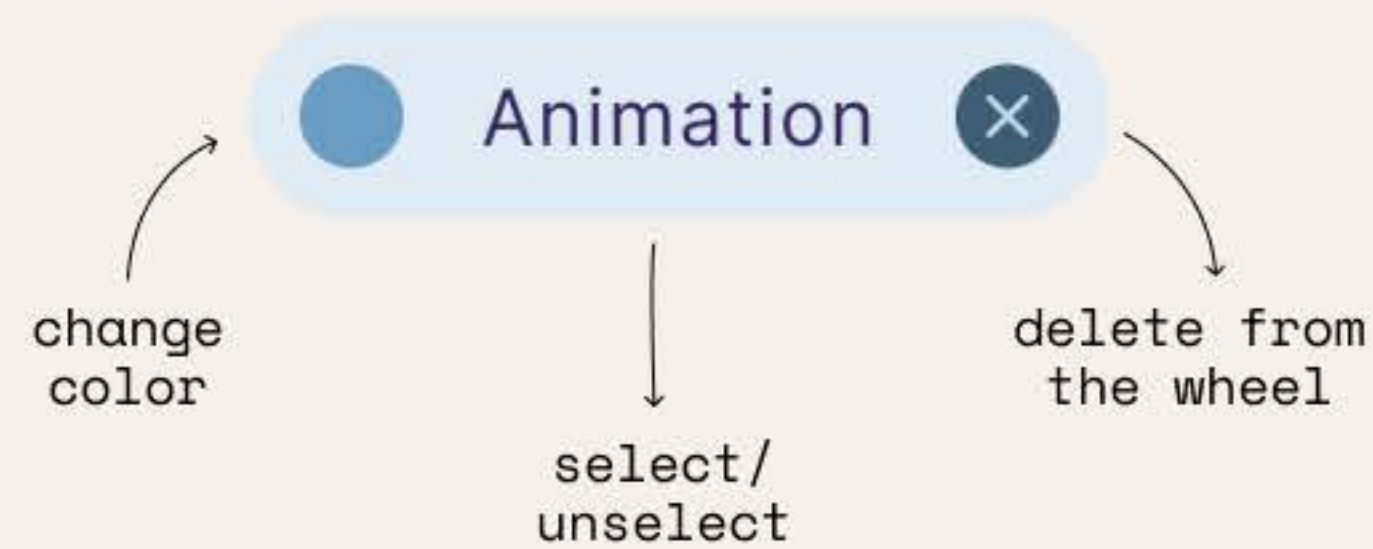 Animation
change
color
select/
unselect
delete from
the wheel